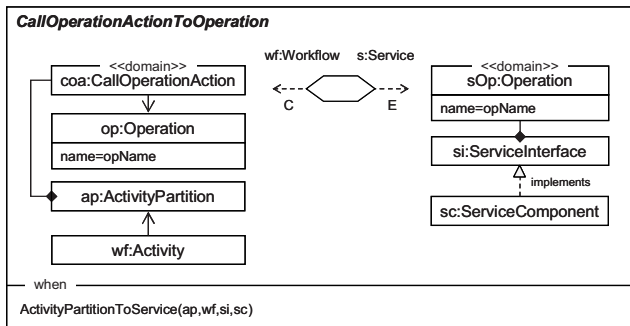 CallOperationActionToOperation
<<domain>>
coa:CallOperationAction
op:Operation
name=opName
ap:ActivityPartition
wf:Activity
wf:Workflow s:Service
C E
<<domain>>
sOp:Operation
name=opName
si:ServiceInterface
implements
sc:ServiceComponent
when
ActivityPartitionToService(ap,wf,si,sc)